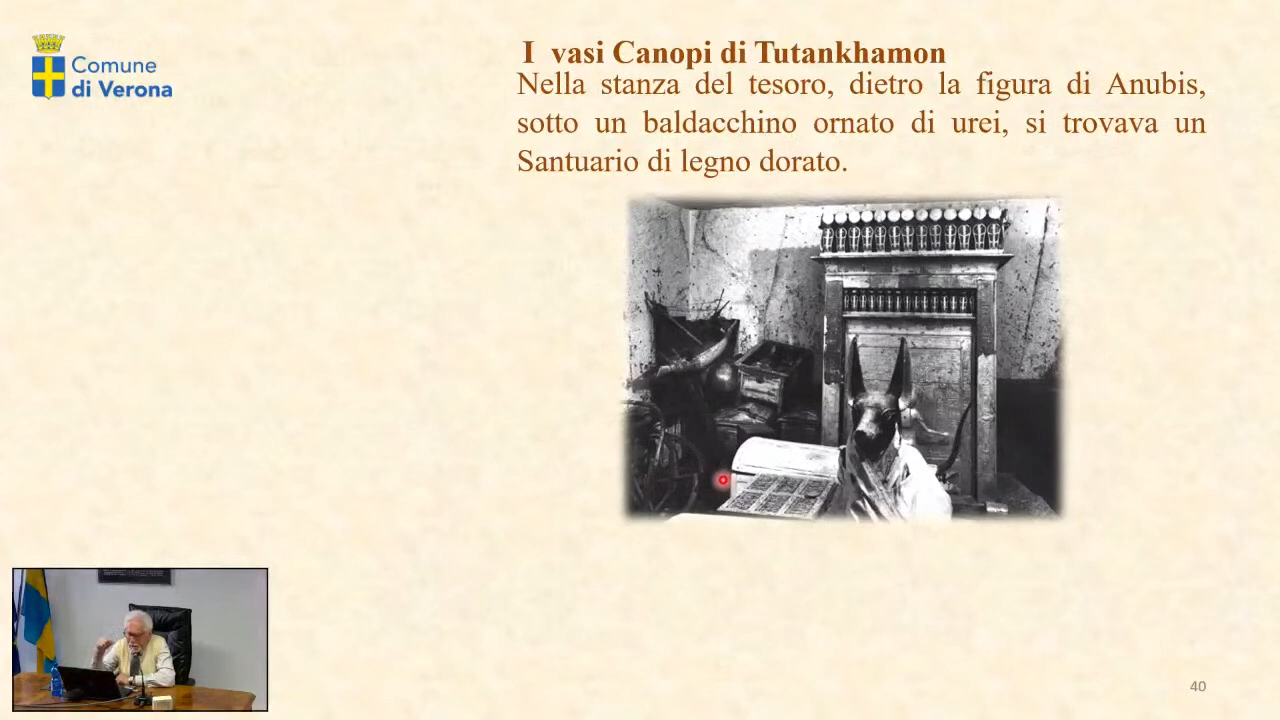 Comune
di Verona
I vasi Canopi di Tutankhamon
Nella stanza del tesoro, dietro la figura di Anubis,
sotto un baldacchino ornato di urei, si trovava un
Santuario di legno dorato.
40